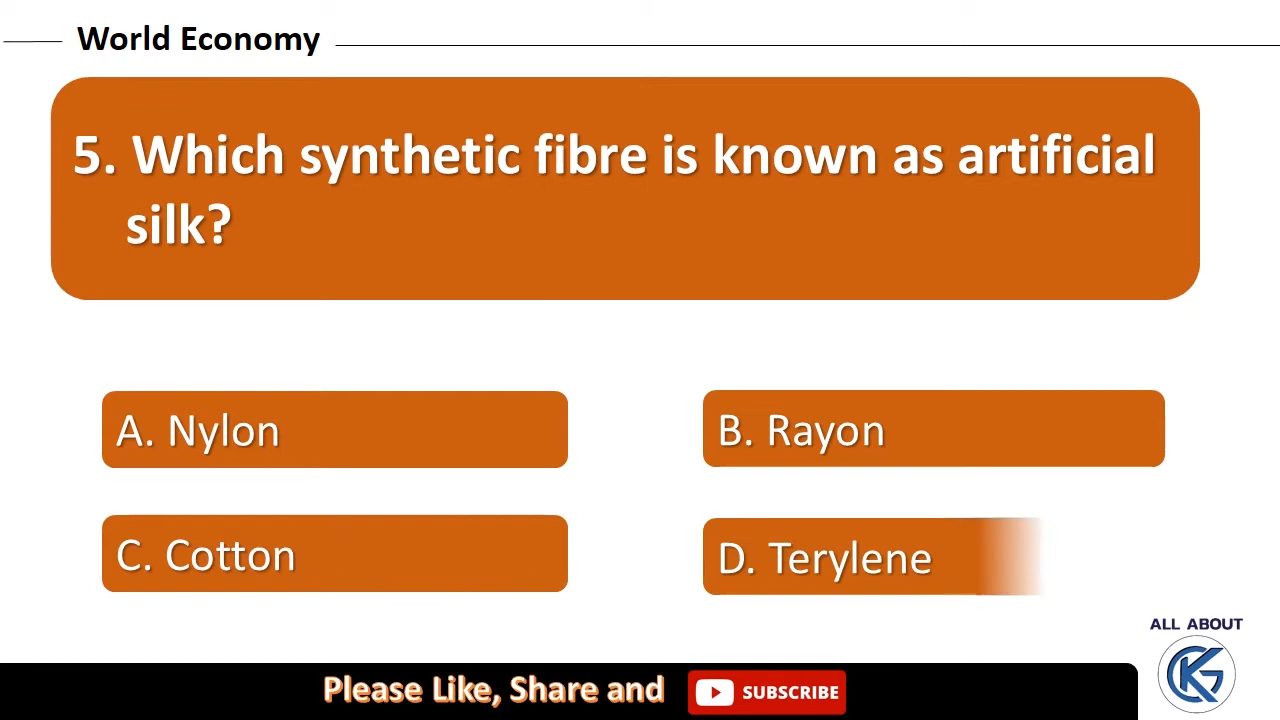 World Economy
5. Which synthetic fibre is known as artificial
silk?
A. Nylon
B. Rayon
C. Cotton
D. Terylene
ALL ABOUT
GK
Please Like, Share and
SUBSCRIBE